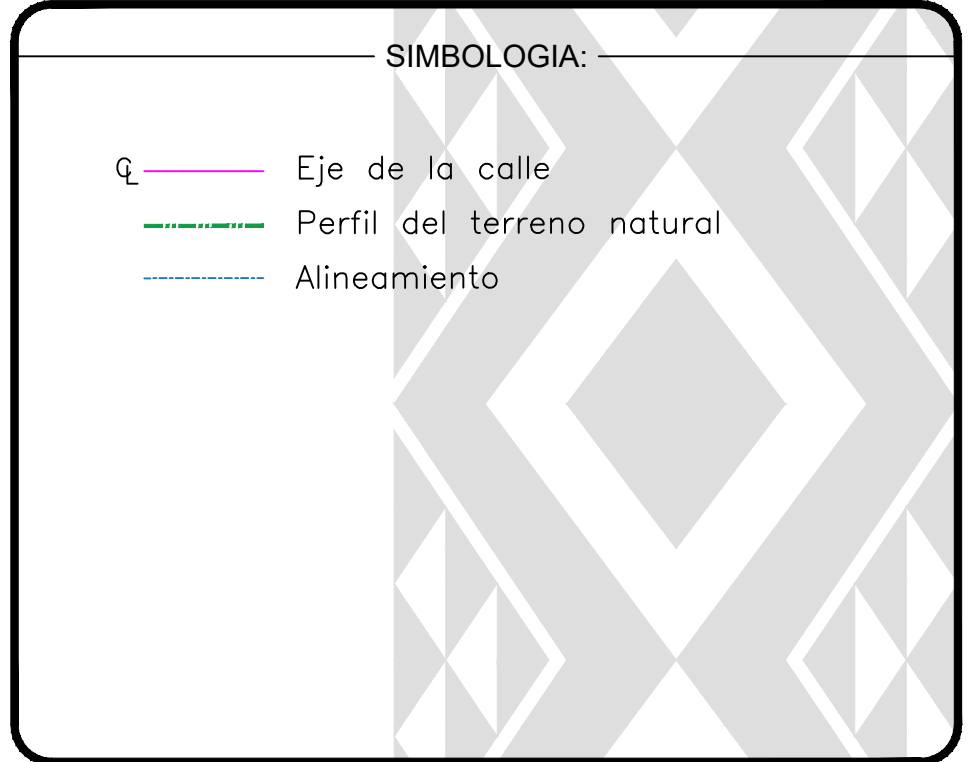 SIMBOLOGIA:
℄ Eje de la calle
Perfil del terreno natural
Alineamiento